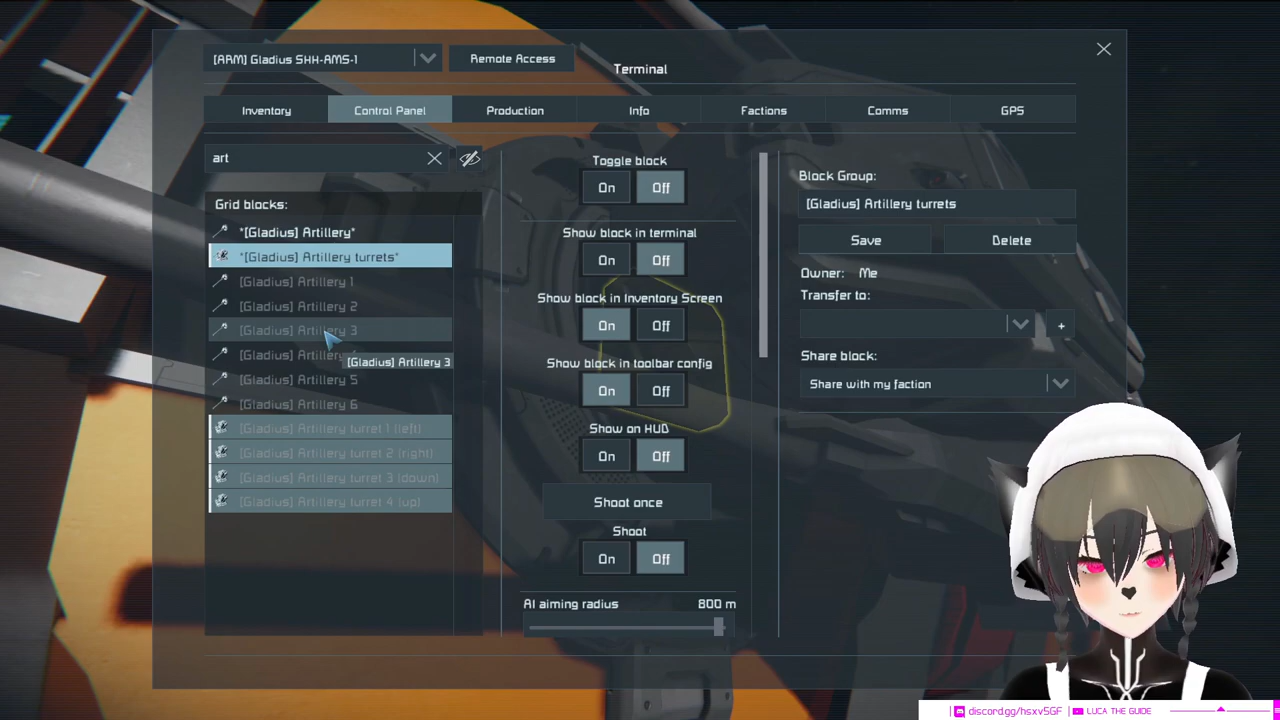 [ARM] Gladius SHH-AMS-1
Remote Access
Terminal
Inventory
Control Panel
Production
Info
Factions
Comms
GPS
art
Grid blocks:
*[Gladius] Artillery*
*[Gladius] Artillery turrets*
[Gladius] Artillery 1
[Gladius] Artillery 2
[Gladius] Artillery 3
[Gladius] Artillery
[Gladius] Artillery 3
[Gladius] Artillery 5
[Gladius] Artillery 6
[Gladius] Artillery turret 1 (left)
[Gladius] Artillery turret 2 (right)
[Gladius] Artillery turret 3 (down)
[Gladius] Artillery turret 4 (up)
Toggle block
On Off
Show block in terminal
On Off
Show block in Inventory Screen
On Off
Show block in toolbar config
On Off
Show on HUD
On Off
Shoot once
Shoot
On Off
AI aiming radius 800 m
Block Group:
[Gladius] Artillery turrets
Save Delete
Owner: Me
Transfer to:
+
Share block:
Share with my faction
discord.gg/hsxv5GF LUCA THE GUIDE